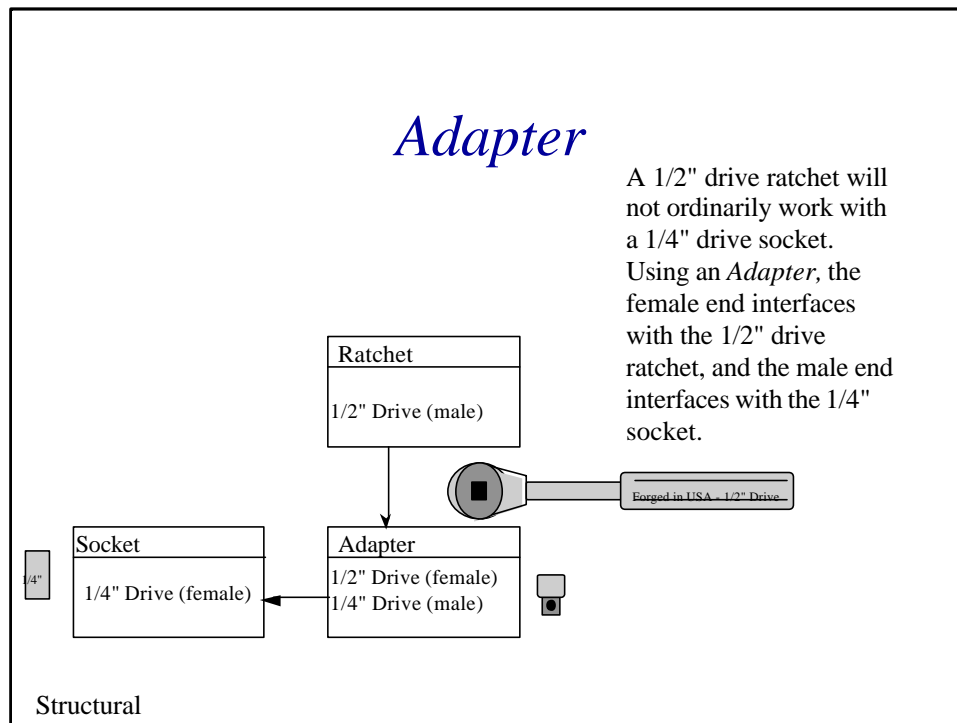 Adapter
A 1/2" drive ratchet will
not ordinarily work with
a 1/4" drive socket.
Using an Adapter, the
female end interfaces
with the 1/2" drive
ratchet, and the male end
interfaces with the 1/4"
socket.
Ratchet
1/2" Drive (male)
Forged in USA - 1/2" Drive
Socket
1/4" Drive (female)
1/4"
Adapter
1/2" Drive (female)
1/4" Drive (male)
Structural